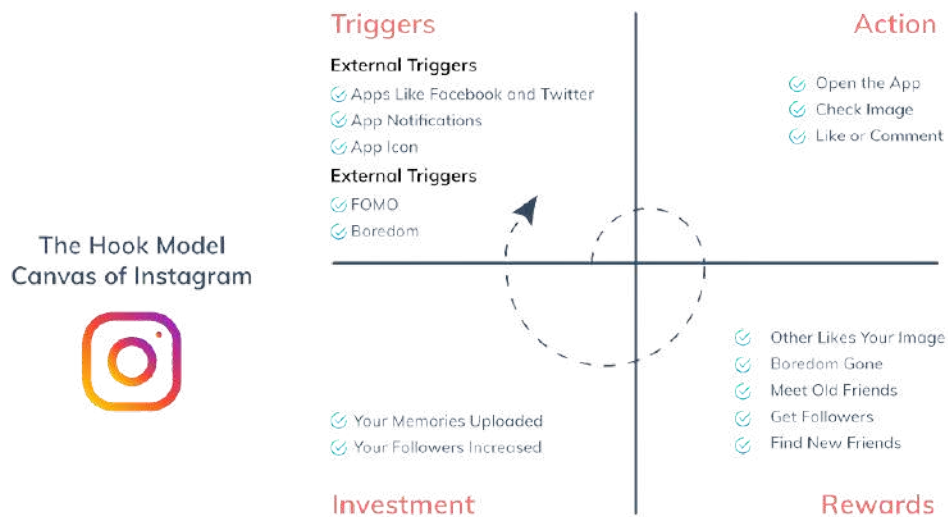 The Hook Model
Canvas of Instagram
Triggers
External Triggers
Apps Like Facebook and Twitter
App Notifications
App Icon
External Triggers
FOMO
Boredom
Action
Open the App
Check Image
Like or Comment
Your Memories Uploaded
Your Followers Increased
Investment
Other Likes Your Image
Boredom Gone
Meet Old Friends
Get Followers
Find New Friends
Rewards